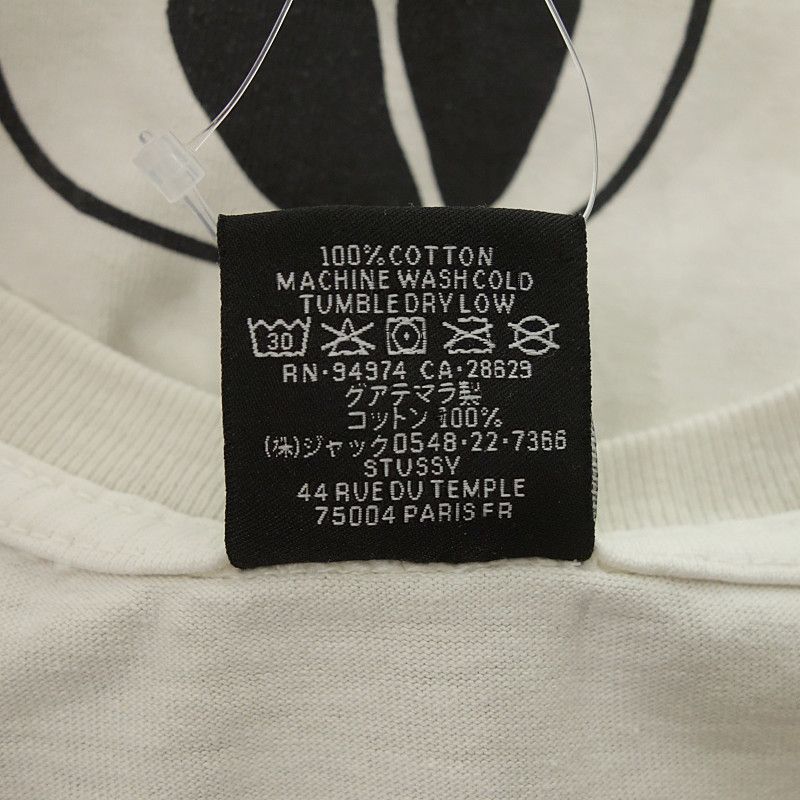 100% COTTON
MACHINE WASH COLD
TUMBLE DRY LOW
30
RN·94974 CA·28629
グアテマラ製
コットン 100%
(株)ジャック0548·22·7366
STUSSY
44 RUE DU TEMPLE
75004 PARIS FR